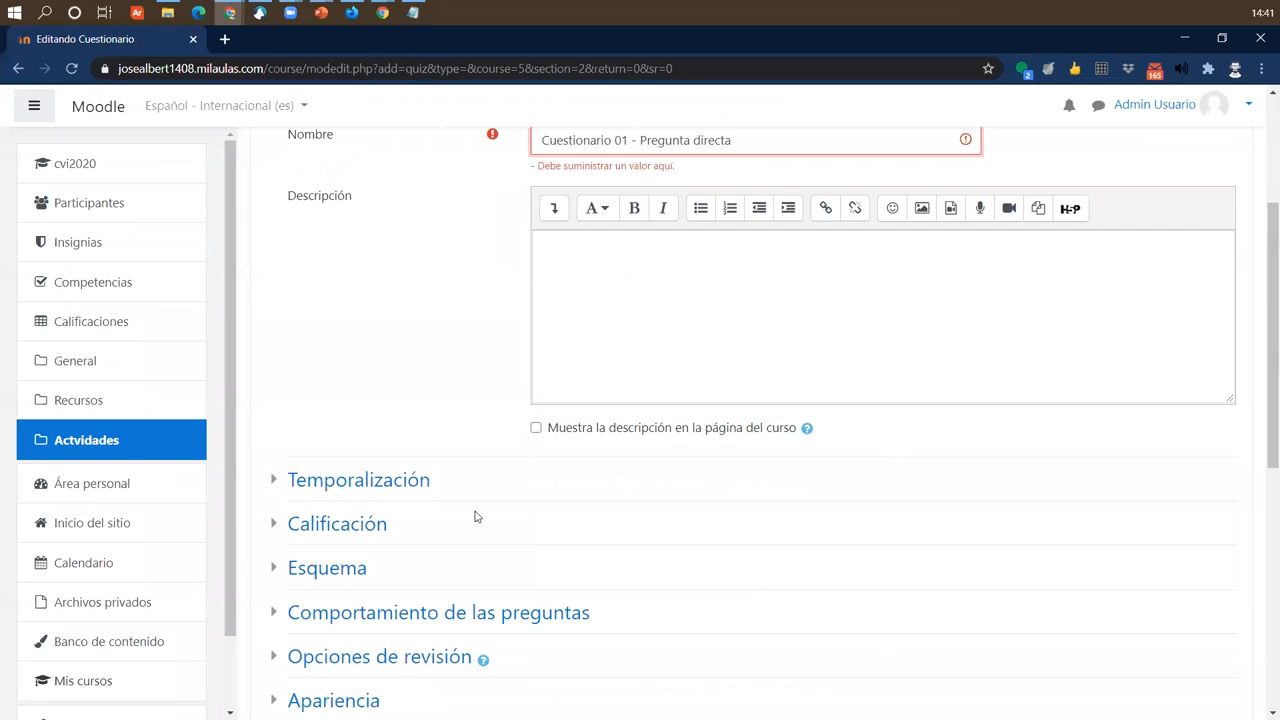 14:41
Editando Cuestionario
josealbert1408.milaulas.com/course/modedit.php?add=quiz&type=&course=5&section=2&return=0&sr=0
2
165
Moodle
Español - Internacional (es)
Admin Usuario
cvi2020
Participantes
Insignias
Competencias
Calificaciones
General
Recursos
Actvidades
Área personal
Inicio del sitio
Calendario
Archivos privados
Banco de contenido
Mis cursos
Nombre
Cuestionario 01 - Pregunta directa
- Debe suministrar un valor aquí.
Descripción
A B I
H-P
Muestra la descripción en la página del curso
Temporalización
Calificación
Esquema
Comportamiento de las preguntas
Opciones de revisión
Apariencia